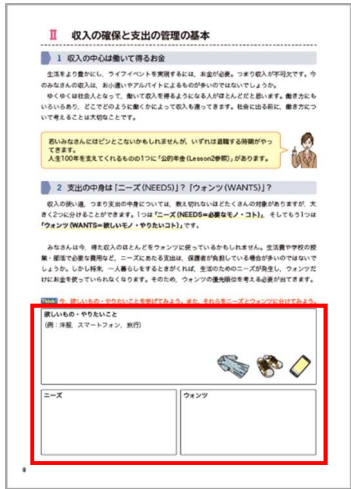 Ⅱ 収入の確保と支出の管理の基本
1 収入の中心は働いて得るお金
生活をより豊かにし、ライフイベントを実現するには、お金が必要。つまり収入が不可欠です。今
のみなさんの収入は、お小遣いやアルバイトによるものが多いのではないでしょうか。
ゆくゆくは社会人となって、働いて収入を得るようになる人がほとんどだと思います。働き方にも
いろいろあり、どこでどのように働くかによって収入も違ってきます。社会に出る前に、働き方につ
いて考えることは大切なことです。
若いみなさんにはピンとこないかもしれませんが、いずれは退職する時期がやっ
てきます。
人生100年を支えてくれるものの1つに「公的年金(Lesson2参照)」があります。
2 支出の中身は「ニーズ(NEEDS)」?「ウォンツ(WANTS)」?
収入の使い道、つまり支出の中身については、数え切れないほどたくさんの対象がありますが、大
きく2つに分けることができます。1つは「ニーズ(NEEDS=必要なモノ・コト)」、そしてもう1つは
「ウォンツ(WANTS=欲しいモノ・やりたいコト)」です。
みなさんは今、得た収入のほとんどをウォンツに使っているかもしれません。生活費や学校の授
業・部活で必要な費用など、ニーズにあたる支出は、保護者が負担している場合が多いのではないで
しょうか。しかし将来、一人暮らしをするときがくれば、生活のためのニーズが発生し、ウォンツだ
けにお金を使っていられなくなります。そのため、ウォンツの優先順位を考える必要が出てきます。
Think! 今、欲しいもの・やりたいことを挙げてみよう。また、それらをニーズとウォンツに分けてみよう。
欲しいもの・やりたいこと
(例:洋服、スマートフォン、旅行)
ニーズ
ウォンツ
8